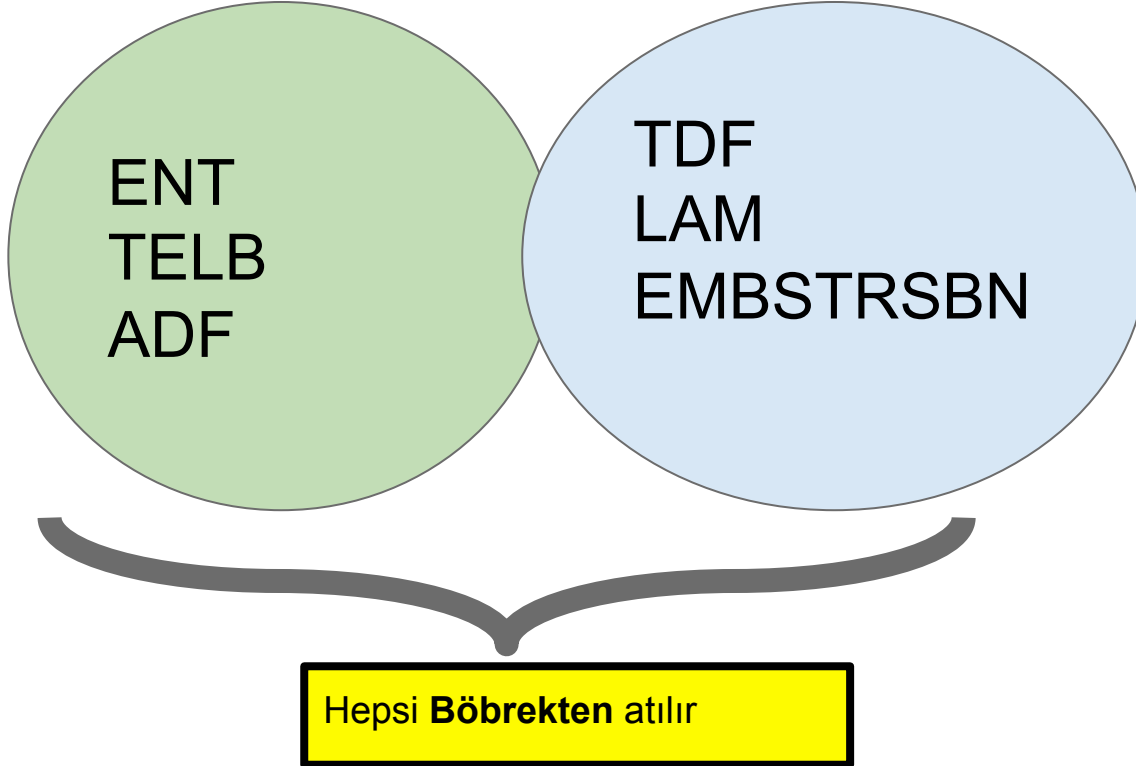 ENT
TELB
ADF
TDF
LAM
EMBSTRSBN
Hepsi Böbrekten atılır